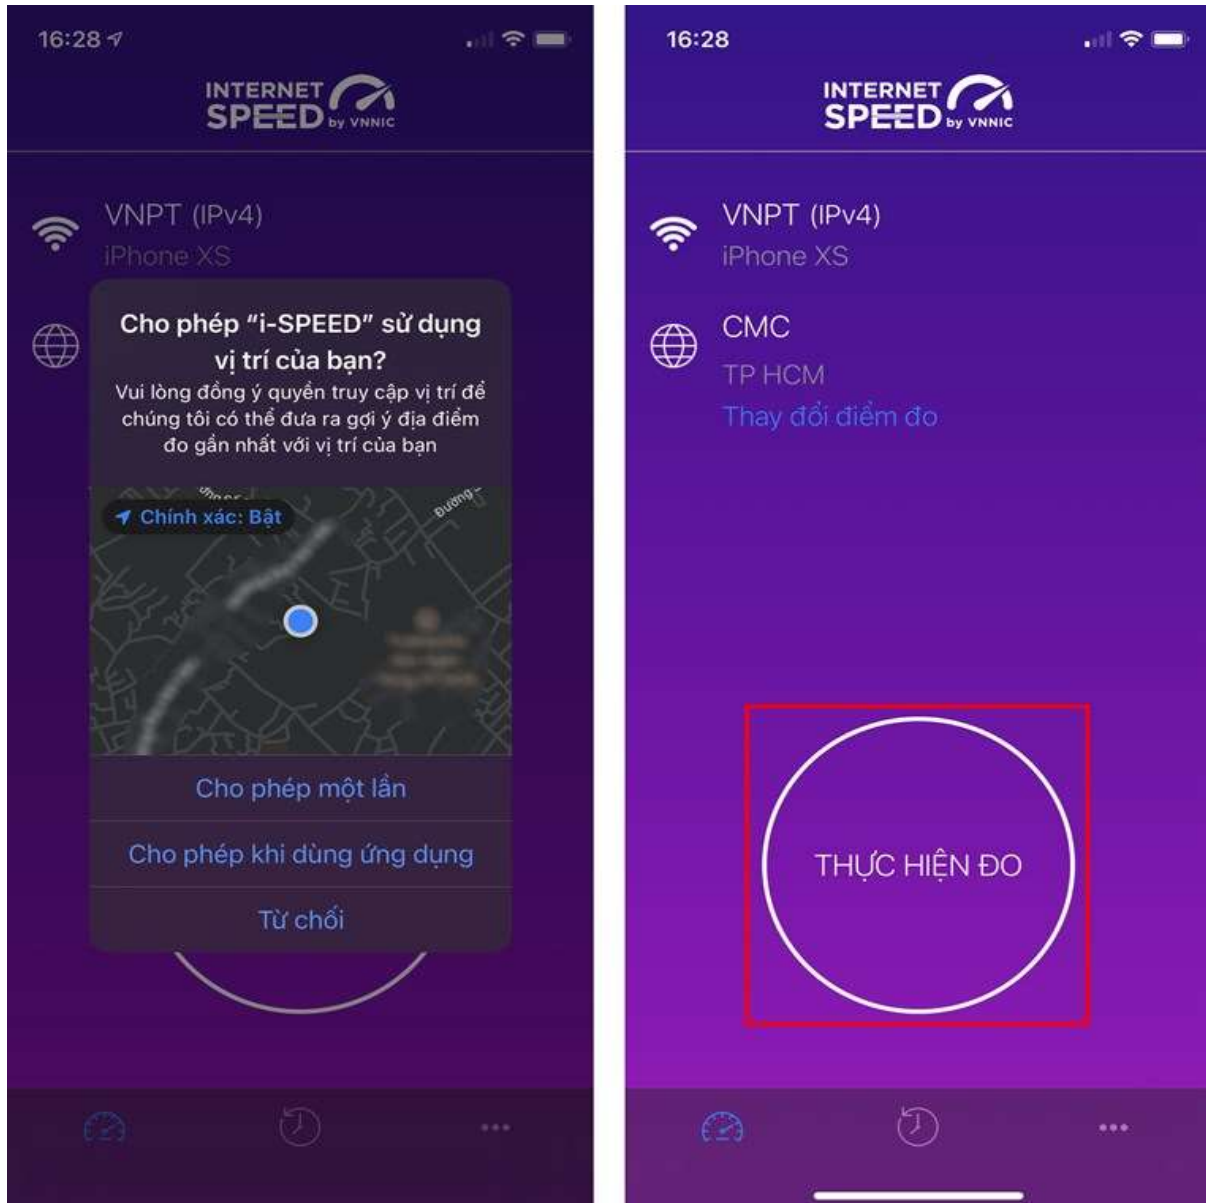 16:28
INTERNET
SPEED by VNNIC
VNPT (IPv4)
iPhone XS
Cho phép “i-SPEED” sử dụng
vị trí của bạn?
Vui lòng đồng ý quyền truy cập vị trí để
chúng tôi có thể đưa ra gợi ý địa điểm
đo gần nhất với vị trí của bạn
Chính xác: Bật
Đường
Cho phép một lần
Cho phép khi dùng ứng dụng
Từ chối
16:28
INTERNET
SPEED by VNNIC
VNPT (IPv4)
iPhone XS
CMC
TP HCM
Thay đổi điểm đo
THỰC HIỆN ĐO